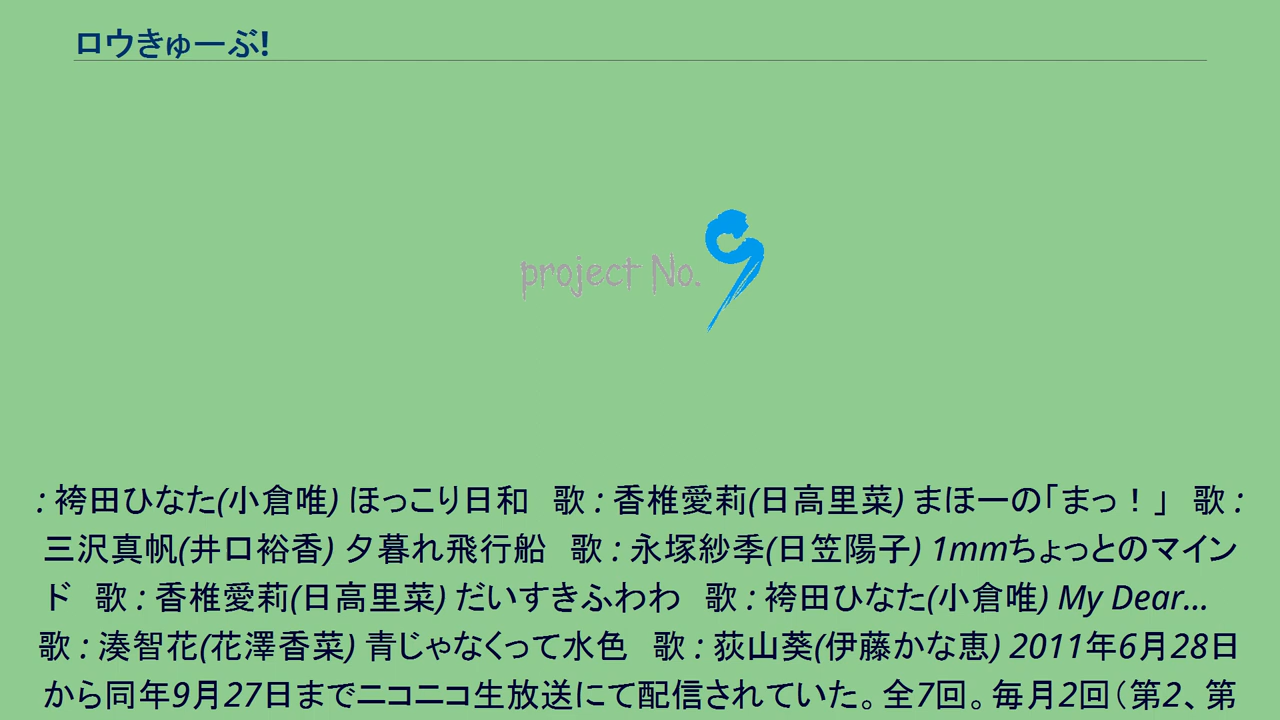 ロウきゅーぶ!
project No.9
: 袴田ひなた(小倉唯) ほっこり日和　歌 : 香椎愛莉(日高里菜) まほーの「まっ！」　歌 :
三沢真帆(井口裕香) 夕暮れ飛行船　歌 : 永塚紗季(日笠陽子) 1mmちょっとのマイン
ド　歌 : 香椎愛莉(日高里菜) だいすきふわわ　歌 : 袴田ひなた(小倉唯) My Dear...
歌 : 湊智花(花澤香菜) 青じゃなくって水色　歌 : 荻山葵(伊藤かな恵) 2011年6月28日
から同年9月27日までニコニコ生放送にて配信されていた。全7回。毎月2回（第2、第